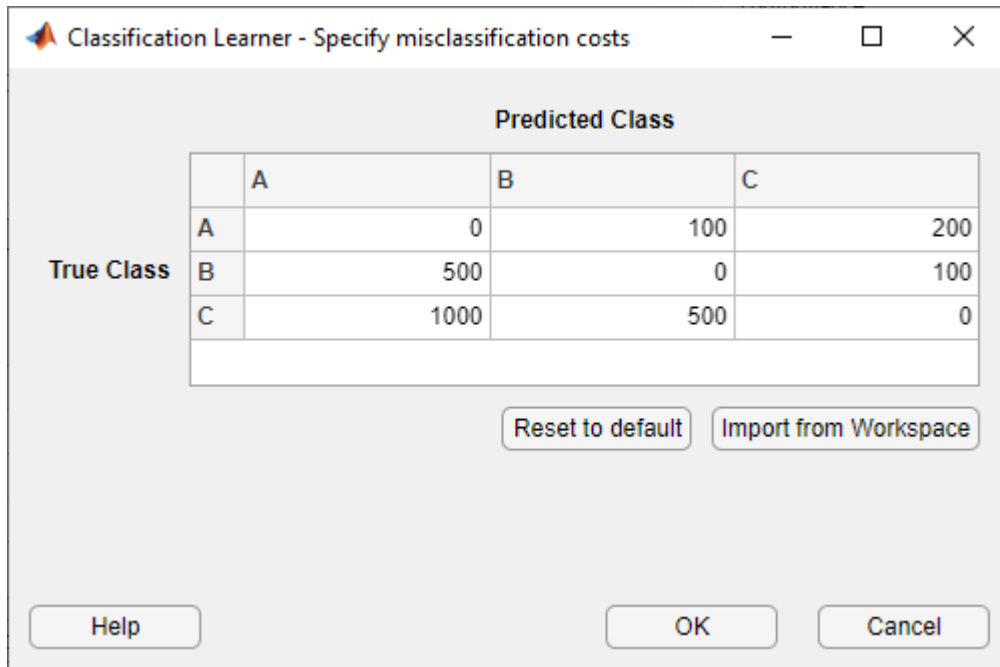 Classification Learner - Specify misclassification costs
Predicted Class
A B C
A 0 100 200
True Class B 500 0 100
C 1000 500 0
Reset to default Import from Workspace
Help OK Cancel